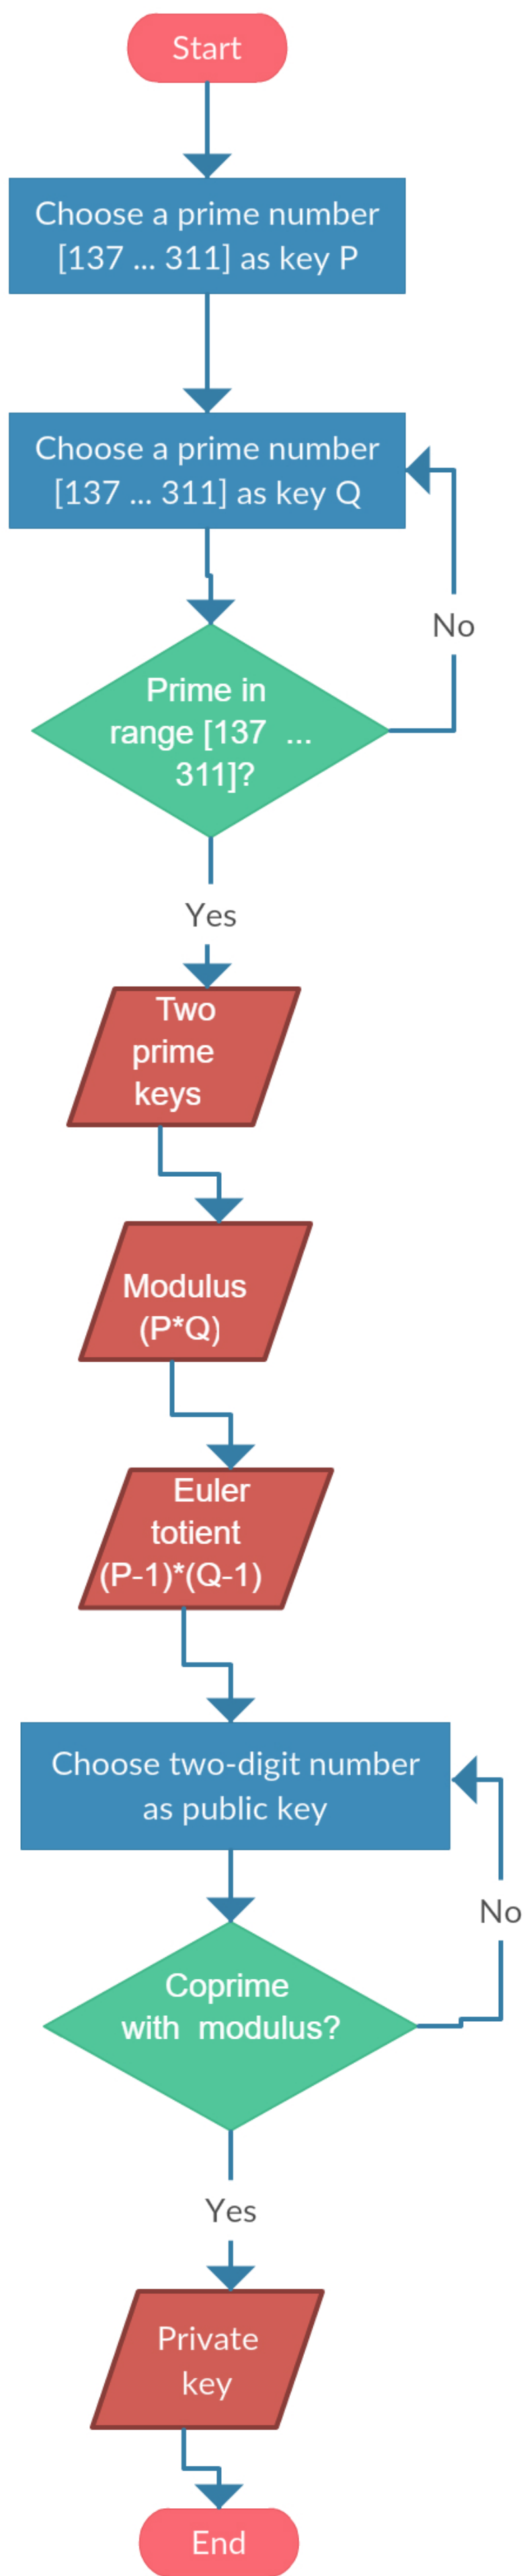 Start
Choose a prime number
[137 ... 311] as key P
Choose a prime number
[137 ... 311] as key Q
No
Prime in
range [137 ...
311]?
Yes
Two
prime
keys
Modulus
(P*Q)
Euler
totient
(P-1)*(Q-1)
Choose two-digit number
as public key
No
Coprime
with modulus?
Yes
Private
key
End